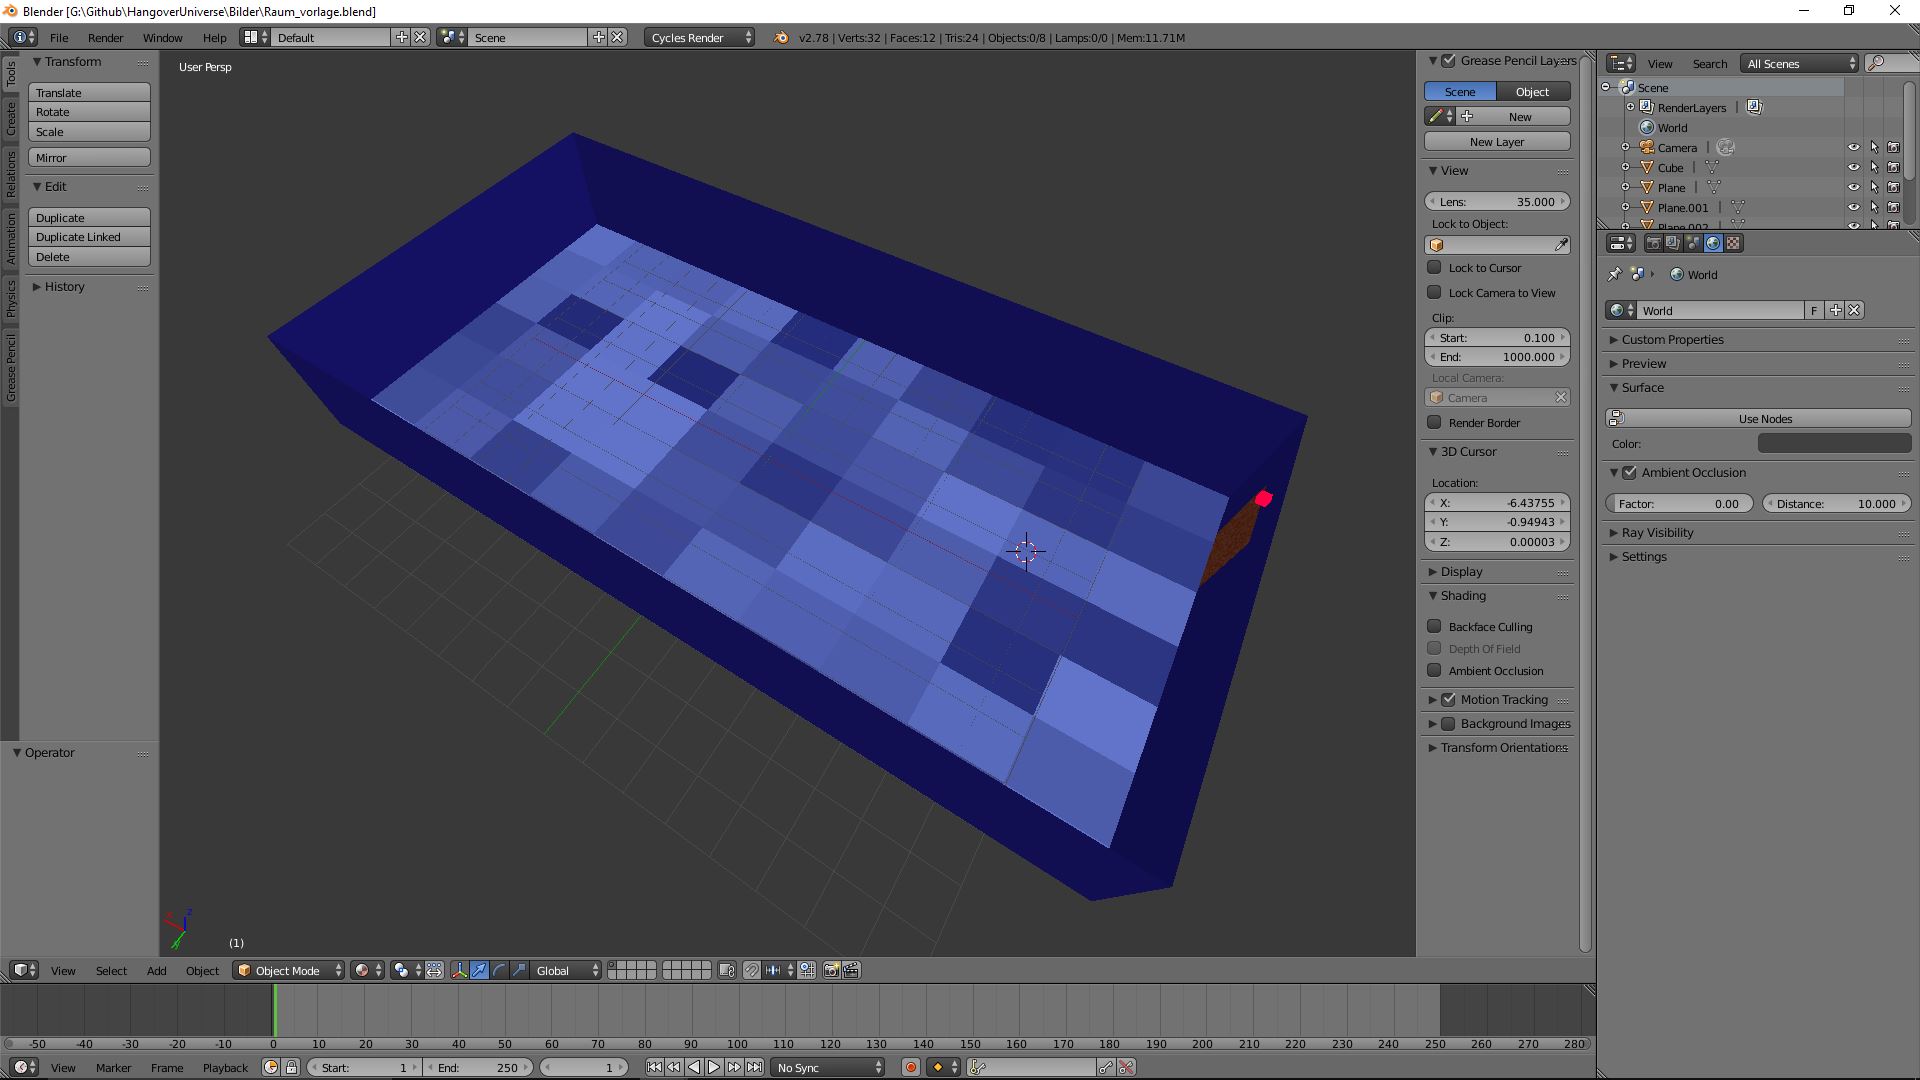 Blender [G:\Github\HangoverUniverse\Bilder\Raum_vorlage.blend]
File Render Window Help Default Scene Cycles Render v2.78 | Verts:32 | Faces:12 | Tris:24 | Objects:0/8 | Lamps:0/0 | Mem:11.71M
Tools
Create
Relations
Animation
Physics
Grease Pencil
Transform
Translate
Rotate
Scale
Mirror
Edit
Duplicate
Duplicate Linked
Delete
History
Operator
User Persp
x
z
y
(1)
Grease Pencil Layers
Scene Object
New
New Layer
View
Lens: 35.000
Lock to Object:
Lock to Cursor
Lock Camera to View
Clip:
Start: 0.100
End: 1000.000
Local Camera:
Camera
Render Border
3D Cursor
Location:
X: -6.43755
Y: -0.94943
Z: 0.00003
Display
Shading
Backface Culling
Depth Of Field
Ambient Occlusion
Motion Tracking
Background Images
Transform Orientations
View Search All Scenes
Scene
RenderLayers |
World
Camera |
Cube |
Plane |
Plane.001 |
Plane.002 |
World
World F
Custom Properties
Preview
Surface
Use Nodes
Color:
Ambient Occlusion
Factor: 0.00 Distance: 10.000
Ray Visibility
Settings
View Select Add Object Object Mode Global
-50 -40 -30 -20 -10 0 10 20 30 40 50 60 70 80 90 100 110 120 130 140 150 160 170 180 190 200 210 220 230 240 250 260 270 280
View Marker Frame Playback Start: 1 End: 250 1 No Sync